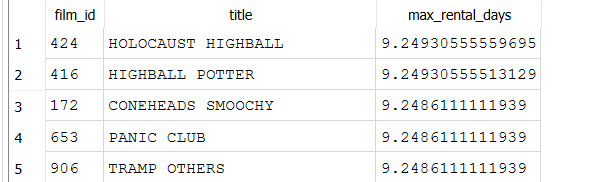 film_id title max_rental_days
1 424 HOLOCAUST HIGHBALL 9.24930555559695
2 416 HIGHBALL POTTER 9.24930555513129
3 172 CONEHEADS SMOOCHY 9.2486111111939
4 653 PANIC CLUB 9.2486111111939
5 906 TRAMP OTHERS 9.2486111111939